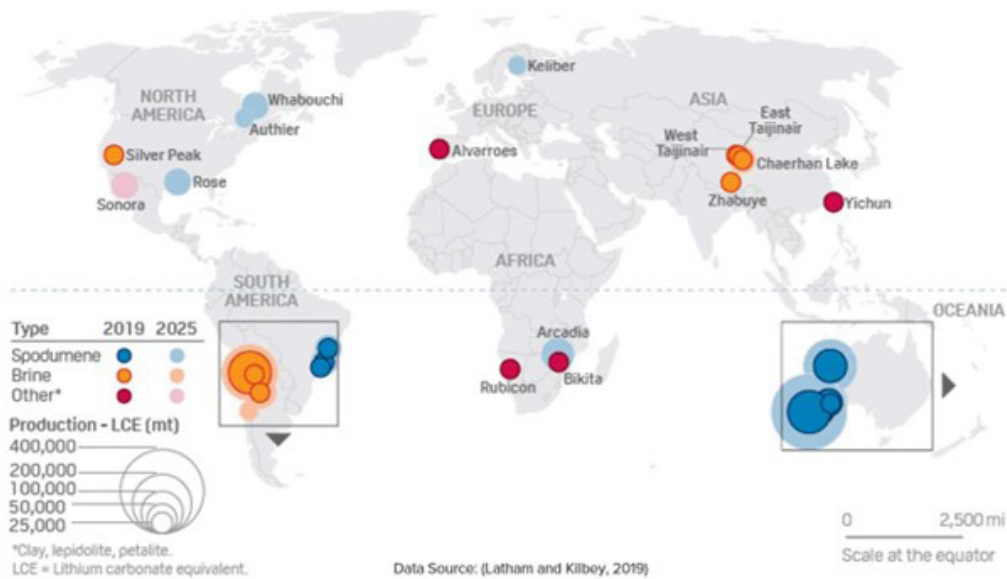 Keliber
NORTH
AMERICA
Whabouchi
Authier
EUROPE
ASIA
East
Taijinair
West
Taijinair
Silver Peak
Alvarroes
Chaerhan Lake
Rose
Sonora
Zhabuye
Yichun
AFRICA
SOUTH
AMERICA
OCEANIA
Type 2019 2025
Spodumene
Brine
Other*
Arcadia
Rubicon
Bikita
Production - LCE (mt)
400,000
200,000
100,000
50,000
25,000
0 2,500 mi
Scale at the equator
*Clay, lepidolite, petalite.
LCE = Lithium carbonate equivalent.
Data Source: (Latham and Kilbey, 2019)